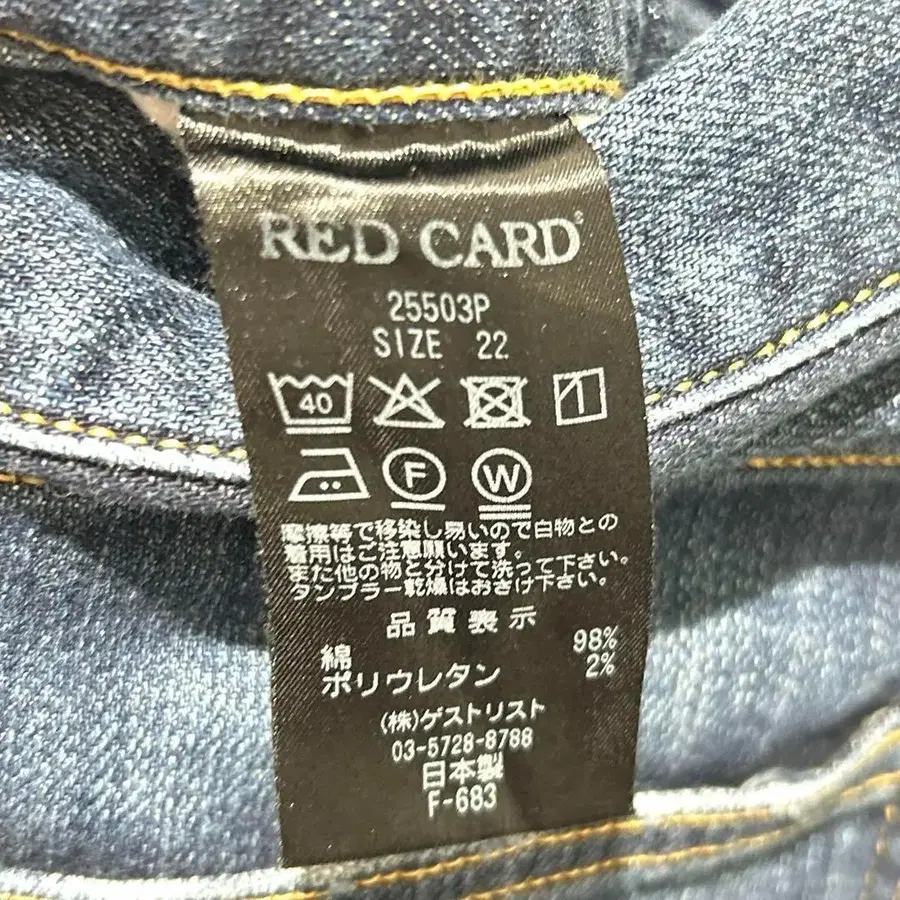 RED CARD®
25503P
SIZE 22
40
F W
摩擦等で移染し易いので白物との
着用はご注意願います。
また他の物と分けて洗って下さい。
タンブラー乾燥はおさけ下さい。
品質表示
綿 98%
ポリウレタン 2%
(株)ゲストリスト
03-5728-8788
日本製
F-683